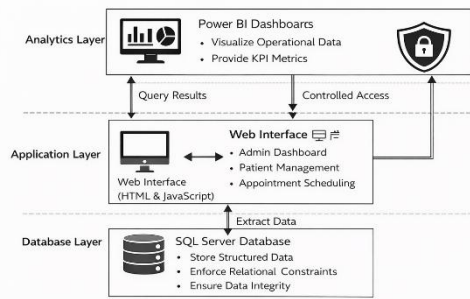 Power BI Dashboarrs
Analytics Layer
• Visualize Operational Data
• Provide KPI Metrics
Query Results
Controlled Access
Application Layer
Web Interface
(HTML & JavaScript)
Web Interface
• Admin Dashboard
• Patient Management
• Appointment Scheduling
Extract Data
Database Layer
SQL Server Database
• Store Structured Data
• Enforce Relational Constraints
• Ensure Data Integrity